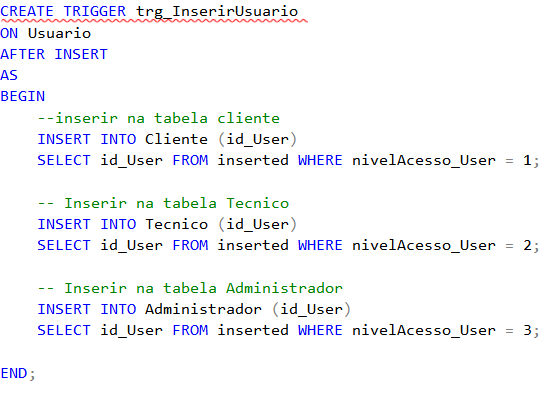 CREATE TRIGGER trg_InserirUsuario
ON Usuario
AFTER INSERT
AS
BEGIN
    --inserir na tabela cliente
    INSERT INTO Cliente (id_User)
    SELECT id_User FROM inserted WHERE nivelAcesso_User = 1;

    -- Inserir na tabela Tecnico
    INSERT INTO Tecnico (id_User)
    SELECT id_User FROM inserted WHERE nivelAcesso_User = 2;

    -- Inserir na tabela Administrador
    INSERT INTO Administrador (id_User)
    SELECT id_User FROM inserted WHERE nivelAcesso_User = 3;

END;